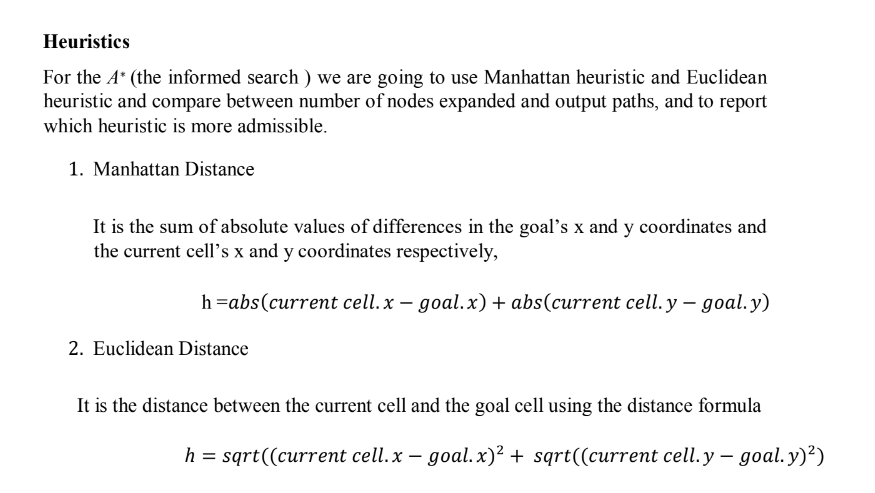 Heuristics
For the A* (the informed search ) we are going to use Manhattan heuristic and Euclidean
heuristic and compare between number of nodes expanded and output paths, and to report
which heuristic is more admissible.
1. Manhattan Distance
It is the sum of absolute values of differences in the goal’s x and y coordinates and
the current cell’s x and y coordinates respectively,
h =abs(current cell. x − goal. x) + abs(current cell. y − goal. y)
2. Euclidean Distance
It is the distance between the current cell and the goal cell using the distance formula
h = sqrt((current cell. x − goal. x)² + sqrt((current cell. y − goal. y)²)